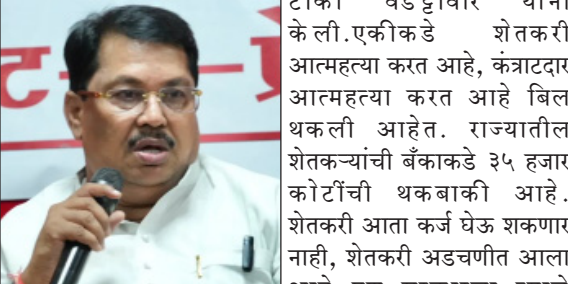 ट - प्र
टीका वडेट्टीवार यांनी
केली.एकीकडे शेतकरी
आत्महत्या करत आहे, कंत्राटदार
आत्महत्या करत आहे बिल
थकली आहेत. राज्यातील
शेतकऱ्यांची बँकाकडे ३५ हजार
कोटींची थकबाकी आहे.
शेतकरी आता कर्ज घेऊ शकणार
नाही, शेतकरी अडचणीत आला